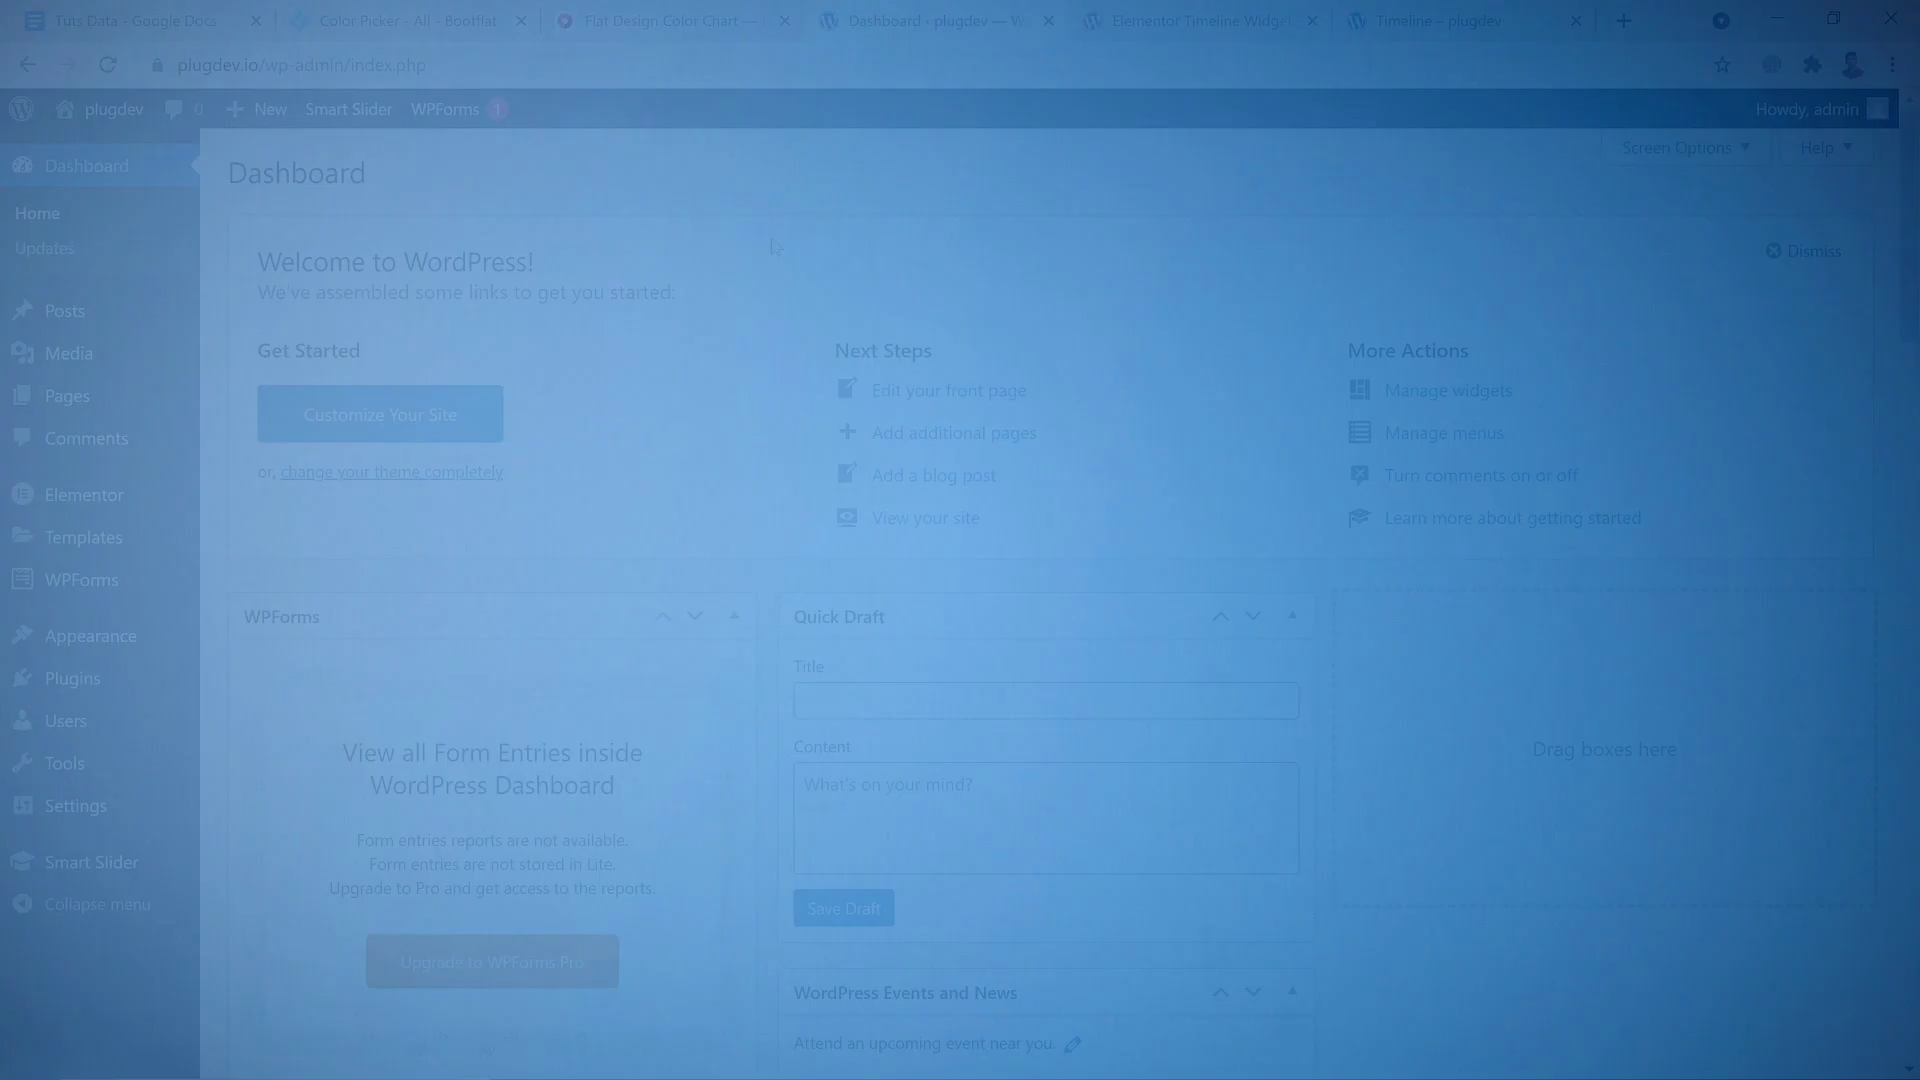 Tuts Data - Google Docs
Color Picker - All - Bootflat
Flat Design Color Chart —
Dashboard ‹ plugdev — W
Elementor Timeline Widget
Timeline – plugdev
plugdev.io/wp-admin/index.php
plugdev
0
New
Smart Slider
WPForms
1
Howdy, admin
Dashboard
Home
Updates
Posts
Media
Pages
Comments
Elementor
Templates
WPForms
Appearance
Plugins
Users
Tools
Settings
Smart Slider
Collapse menu
Screen Options
Help
Dashboard
Welcome to WordPress!
We've assembled some links to get you started:
Dismiss
Get Started
Customize Your Site
or, change your theme completely
Next Steps
Edit your front page
Add additional pages
Add a blog post
View your site
More Actions
Manage widgets
Manage menus
Turn comments on or off
Learn more about getting started
WPForms
View all Form Entries inside
WordPress Dashboard
Form entries reports are not available.
Form entries are not stored in Lite.
Upgrade to Pro and get access to the reports.
Upgrade to WPForms Pro
Quick Draft
Title
Content
What's on your mind?
Save Draft
WordPress Events and News
Attend an upcoming event near you.
Drag boxes here